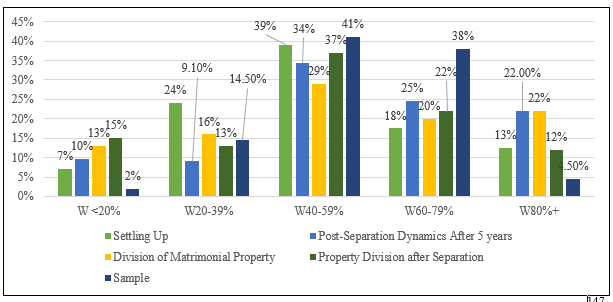 45%
40%
35%
30%
25%
20%
15%
10%
5%
0%
7% 10% 13% 15% 2%
24% 9.10% 16% 13% 14.50%
39% 34% 29% 37% 41%
18% 25% 20% 22% 38%
13% 22.00% 22% 12% 4.50%
W <20% W20-39% W40-59% W60-79% W80%+
Settling Up Post-Separation Dynamics After 5 years
Division of Matrimonial Property Property Division after Separation
Sample